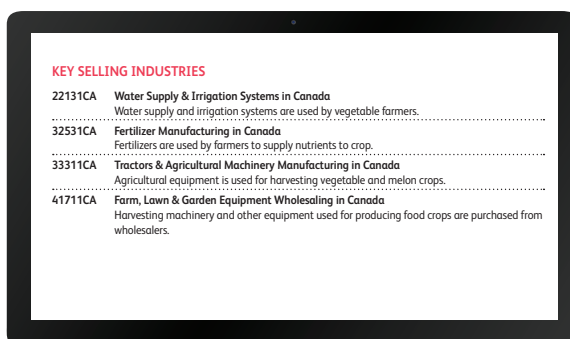 KEY SELLING INDUSTRIES
22131CA Water Supply & Irrigation Systems in Canada
Water supply and irrigation systems are used by vegetable farmers.
32531CA Fertilizer Manufacturing in Canada
Fertilizers are used by farmers to supply nutrients to crop.
33311CA Tractors & Agricultural Machinery Manufacturing in Canada
Agricultural equipment is used for harvesting vegetable and melon crops.
41711CA Farm, Lawn & Garden Equipment Wholesaling in Canada
Harvesting machinery and other equipment used for producing food crops are purchased from
wholesalers.